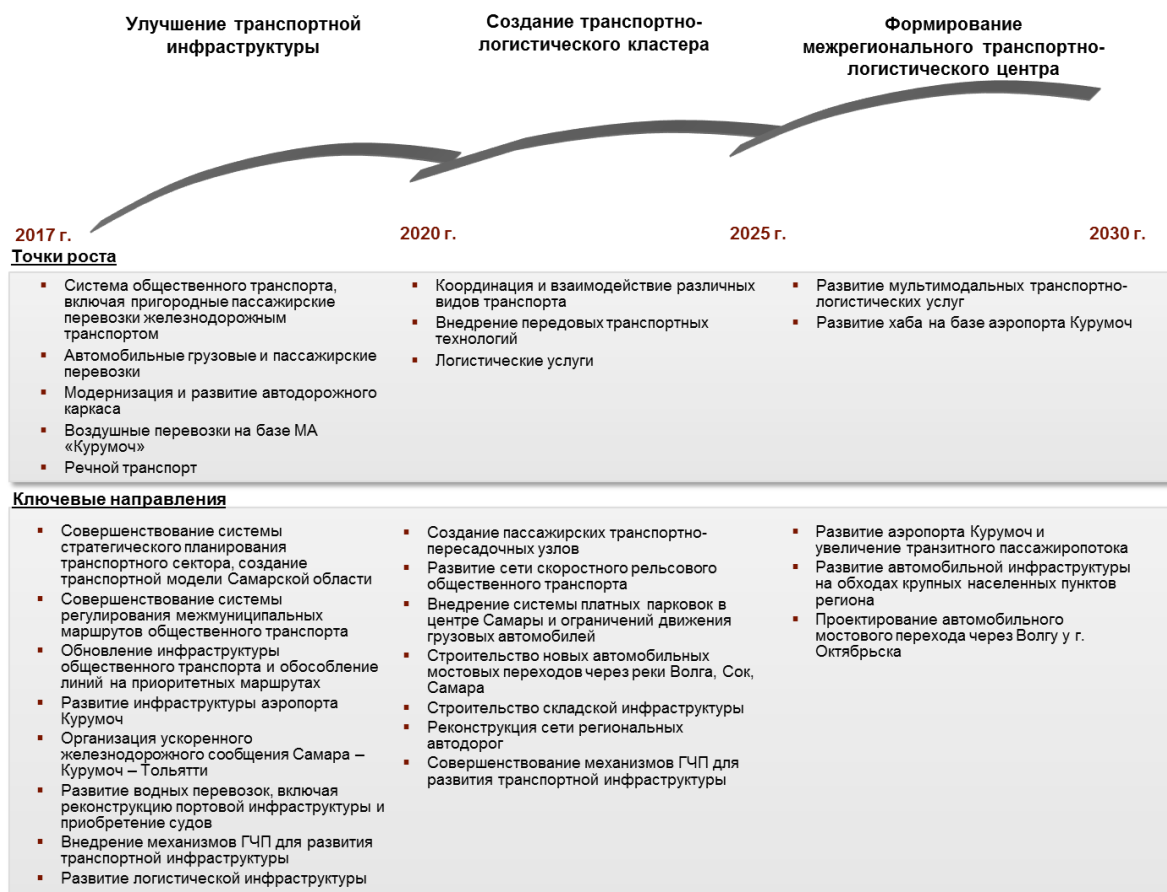 Улучшение транспортной
инфраструктуры
Создание транспортно-
логистического кластера
Формирование
межрегионального транспортно-
логистического центра
2017 г.
2020 г.
2025 г.
2030 г.
Точки роста
▪ Система общественного транспорта,
включая пригородные пассажирские
перевозки железнодорожным
транспортом
▪ Автомобильные грузовые и пассажирские
перевозки
▪ Модернизация и развитие автодорожного
каркаса
▪ Воздушные перевозки на базе МА
«Курумоч»
▪ Речной транспорт
▪ Координация и взаимодействие различных
видов транспорта
▪ Внедрение передовых транспортных
технологий
▪ Логистические услуги
▪ Развитие мультимодальных транспортно-
логистических услуг
▪ Развитие хаба на базе аэропорта Курумоч
Ключевые направления
▪ Совершенствование системы
стратегического планирования
транспортного сектора, создание
транспортной модели Самарской области
▪ Совершенствование системы
регулирования межмуниципальных
маршрутов общественного транспорта
▪ Обновление инфраструктуры
общественного транспорта и обособление
линий на приоритетных маршрутах
▪ Развитие инфраструктуры аэропорта
Курумоч
▪ Организация ускоренного
железнодорожного сообщения Самара –
Курумоч – Тольятти
▪ Развитие водных перевозок, включая
реконструкцию портовой инфраструктуры и
приобретение судов
▪ Внедрение механизмов ГЧП для развития
транспортной инфраструктуры
▪ Развитие логистической инфраструктуры
▪ Создание пассажирских транспортно-
пересадочных узлов
▪ Развитие сети скоростного рельсового
общественного транспорта
▪ Внедрение системы платных парковок в
центре Самары и ограничений движения
грузовых автомобилей
▪ Строительство новых автомобильных
мостовых переходов через реки Волга, Сок,
Самара
▪ Строительство складской инфраструктуры
▪ Реконструкция сети региональных
автодорог
▪ Совершенствование механизмов ГЧП для
развития транспортной инфраструктуры
▪ Развитие аэропорта Курумоч и
увеличение транзитного пассажиропотока
▪ Развитие автомобильной инфраструктуры
на обходах крупных населенных пунктов
региона
▪ Проектирование автомобильного
мостового перехода через Волгу у г.
Октябрьска